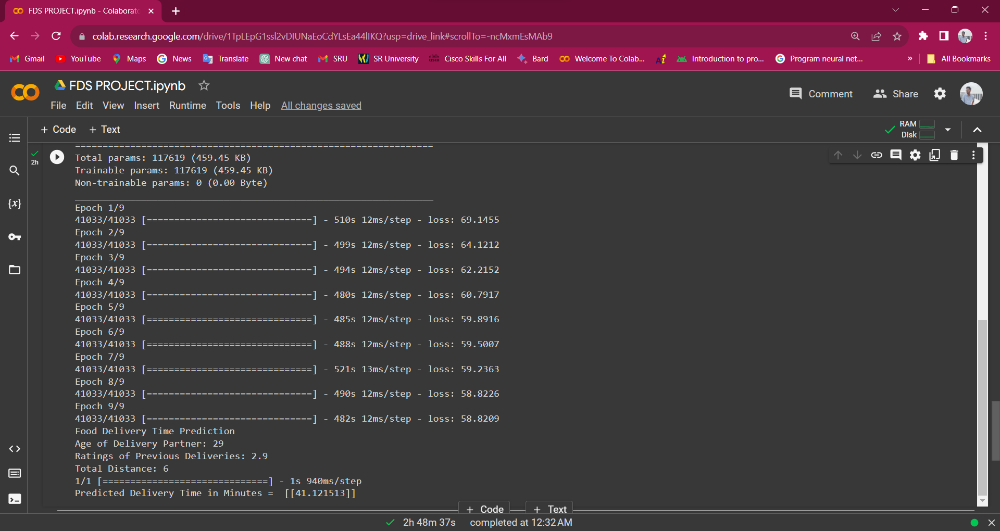 FDS PROJECT.ipynb - Colaborato
colab.research.google.com/drive/1TpLEpG1ssl2vDIUNaEoCdYLsEa44lIKQ?usp=drive_link#scrollTo=-ncMxmEsMAb9
Gmail YouTube Maps News Translate New chat SRU SR University Cisco Skills For All Bard Welcome To Colab... Introduction to pro... Program neural net... » All Bookmarks
FDS PROJECT.ipynb
File Edit View Insert Runtime Tools Help All changes saved
Comment Share
+ Code + Text
RAM
Disk
==================================================================
2h
Total params: 117619 (459.45 KB)
Trainable params: 117619 (459.45 KB)
Non-trainable params: 0 (0.00 Byte)
_________________________________________________________________
Epoch 1/9
41033/41033 [==============================] - 510s 12ms/step - loss: 69.1455
Epoch 2/9
41033/41033 [==============================] - 499s 12ms/step - loss: 64.1212
Epoch 3/9
41033/41033 [==============================] - 494s 12ms/step - loss: 62.2152
Epoch 4/9
41033/41033 [==============================] - 480s 12ms/step - loss: 60.7917
Epoch 5/9
41033/41033 [==============================] - 485s 12ms/step - loss: 59.8916
Epoch 6/9
41033/41033 [==============================] - 488s 12ms/step - loss: 59.5007
Epoch 7/9
41033/41033 [==============================] - 521s 13ms/step - loss: 59.2363
Epoch 8/9
41033/41033 [==============================] - 490s 12ms/step - loss: 58.8226
Epoch 9/9
41033/41033 [==============================] - 482s 12ms/step - loss: 58.8209
Food Delivery Time Prediction
Age of Delivery Partner: 29
Ratings of Previous Deliveries: 2.9
Total Distance: 6
1/1 [==============================] - 1s 940ms/step
Predicted Delivery Time in Minutes =  [[41.121513]]
+ Code + Text
2h 48m 37s completed at 12:32 AM